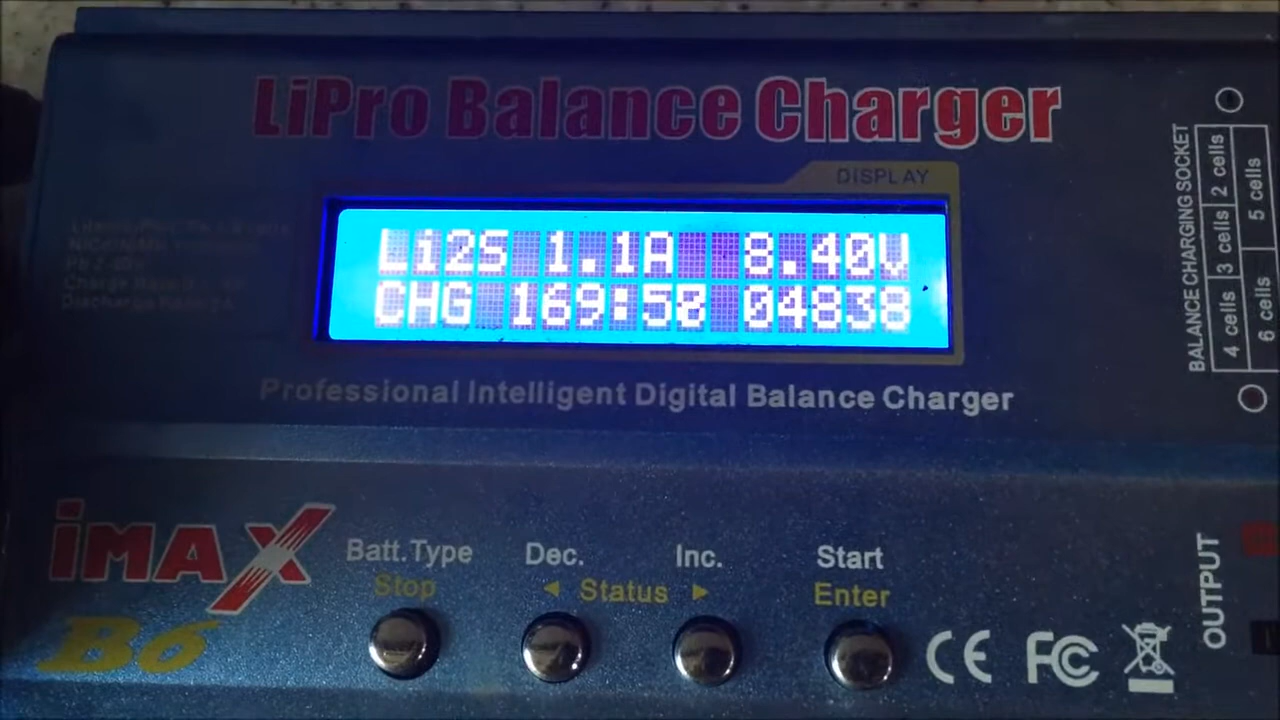 LiPro Balance Charger
DISPLAY
Li2S 1.1A 8.40V
CHG 169:50 04838
Professional Intelligent Digital Balance Charger
BALANCE CHARGING SOCKET
2 cells
3 cells
4 cells
5 cells
6 cells
iMAX
B6
Batt.Type
Stop
Dec.
Inc.
◄ Status ►
Start
Enter
CE FC
OUTPUT